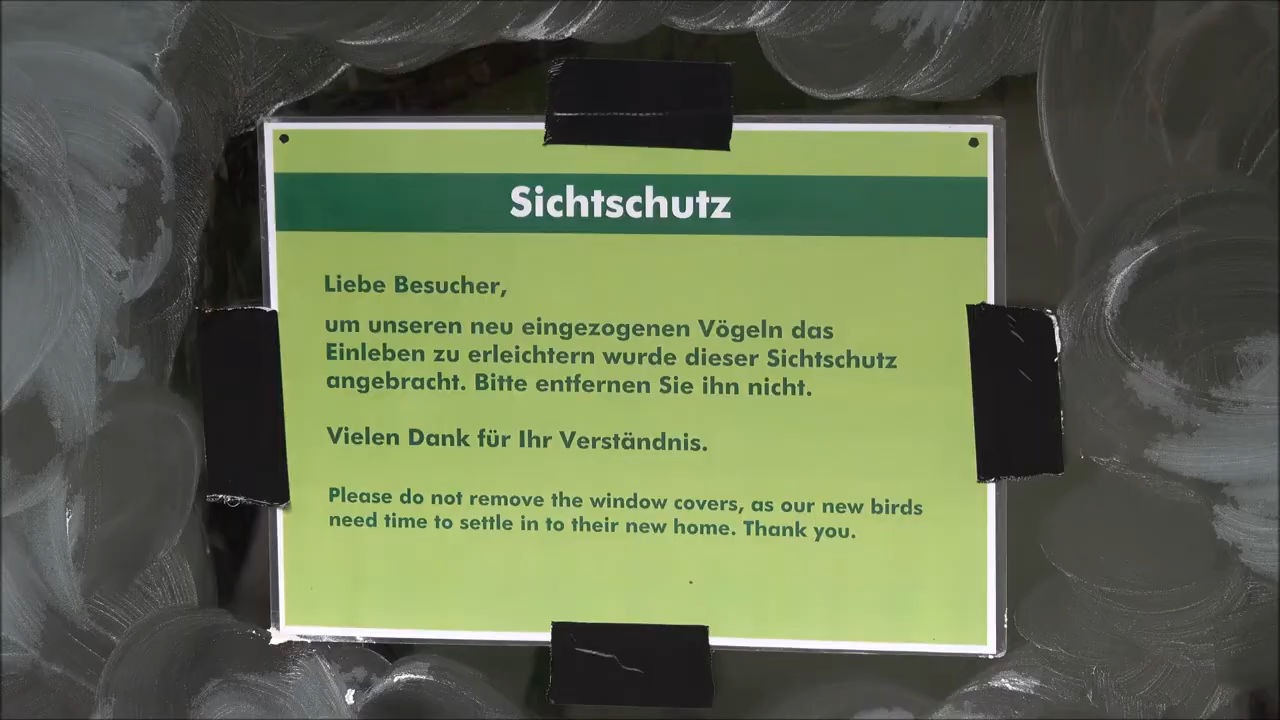 Sichtschutz
Liebe Besucher,
um unseren neu eingezogenen Vögeln das
Einleben zu erleichtern wurde dieser Sichtschutz
angebracht. Bitte entfernen Sie ihn nicht.
Vielen Dank für Ihr Verständnis.
Please do not remove the window covers, as our new birds
need time to settle in to their new home. Thank you.